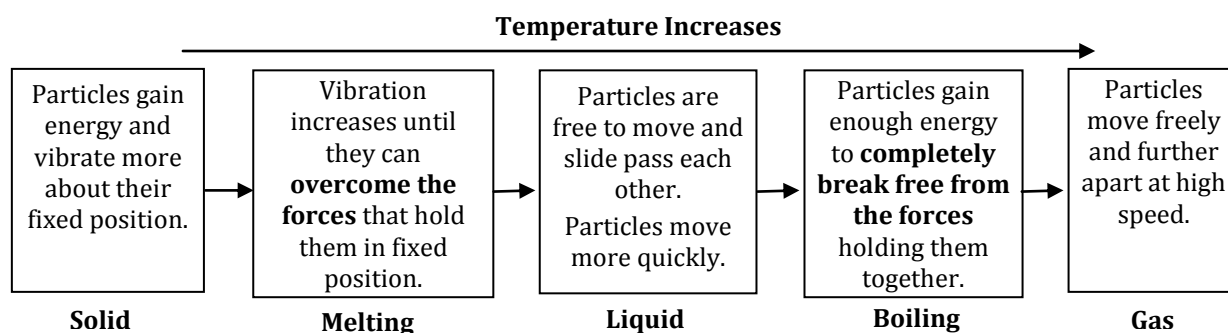 Temperature Increases
Particles gain
energy and
vibrate more
about their
fixed position.
Vibration
increases until
they can
overcome the
forces that hold
them in fixed
position.
Particles are
free to move and
slide pass each
other.
Particles move
more quickly.
Particles gain
enough energy
to completely
break free from
the forces
holding them
together.
Particles
move freely
and further
apart at high
speed.
Solid
Melting
Liquid
Boiling
Gas